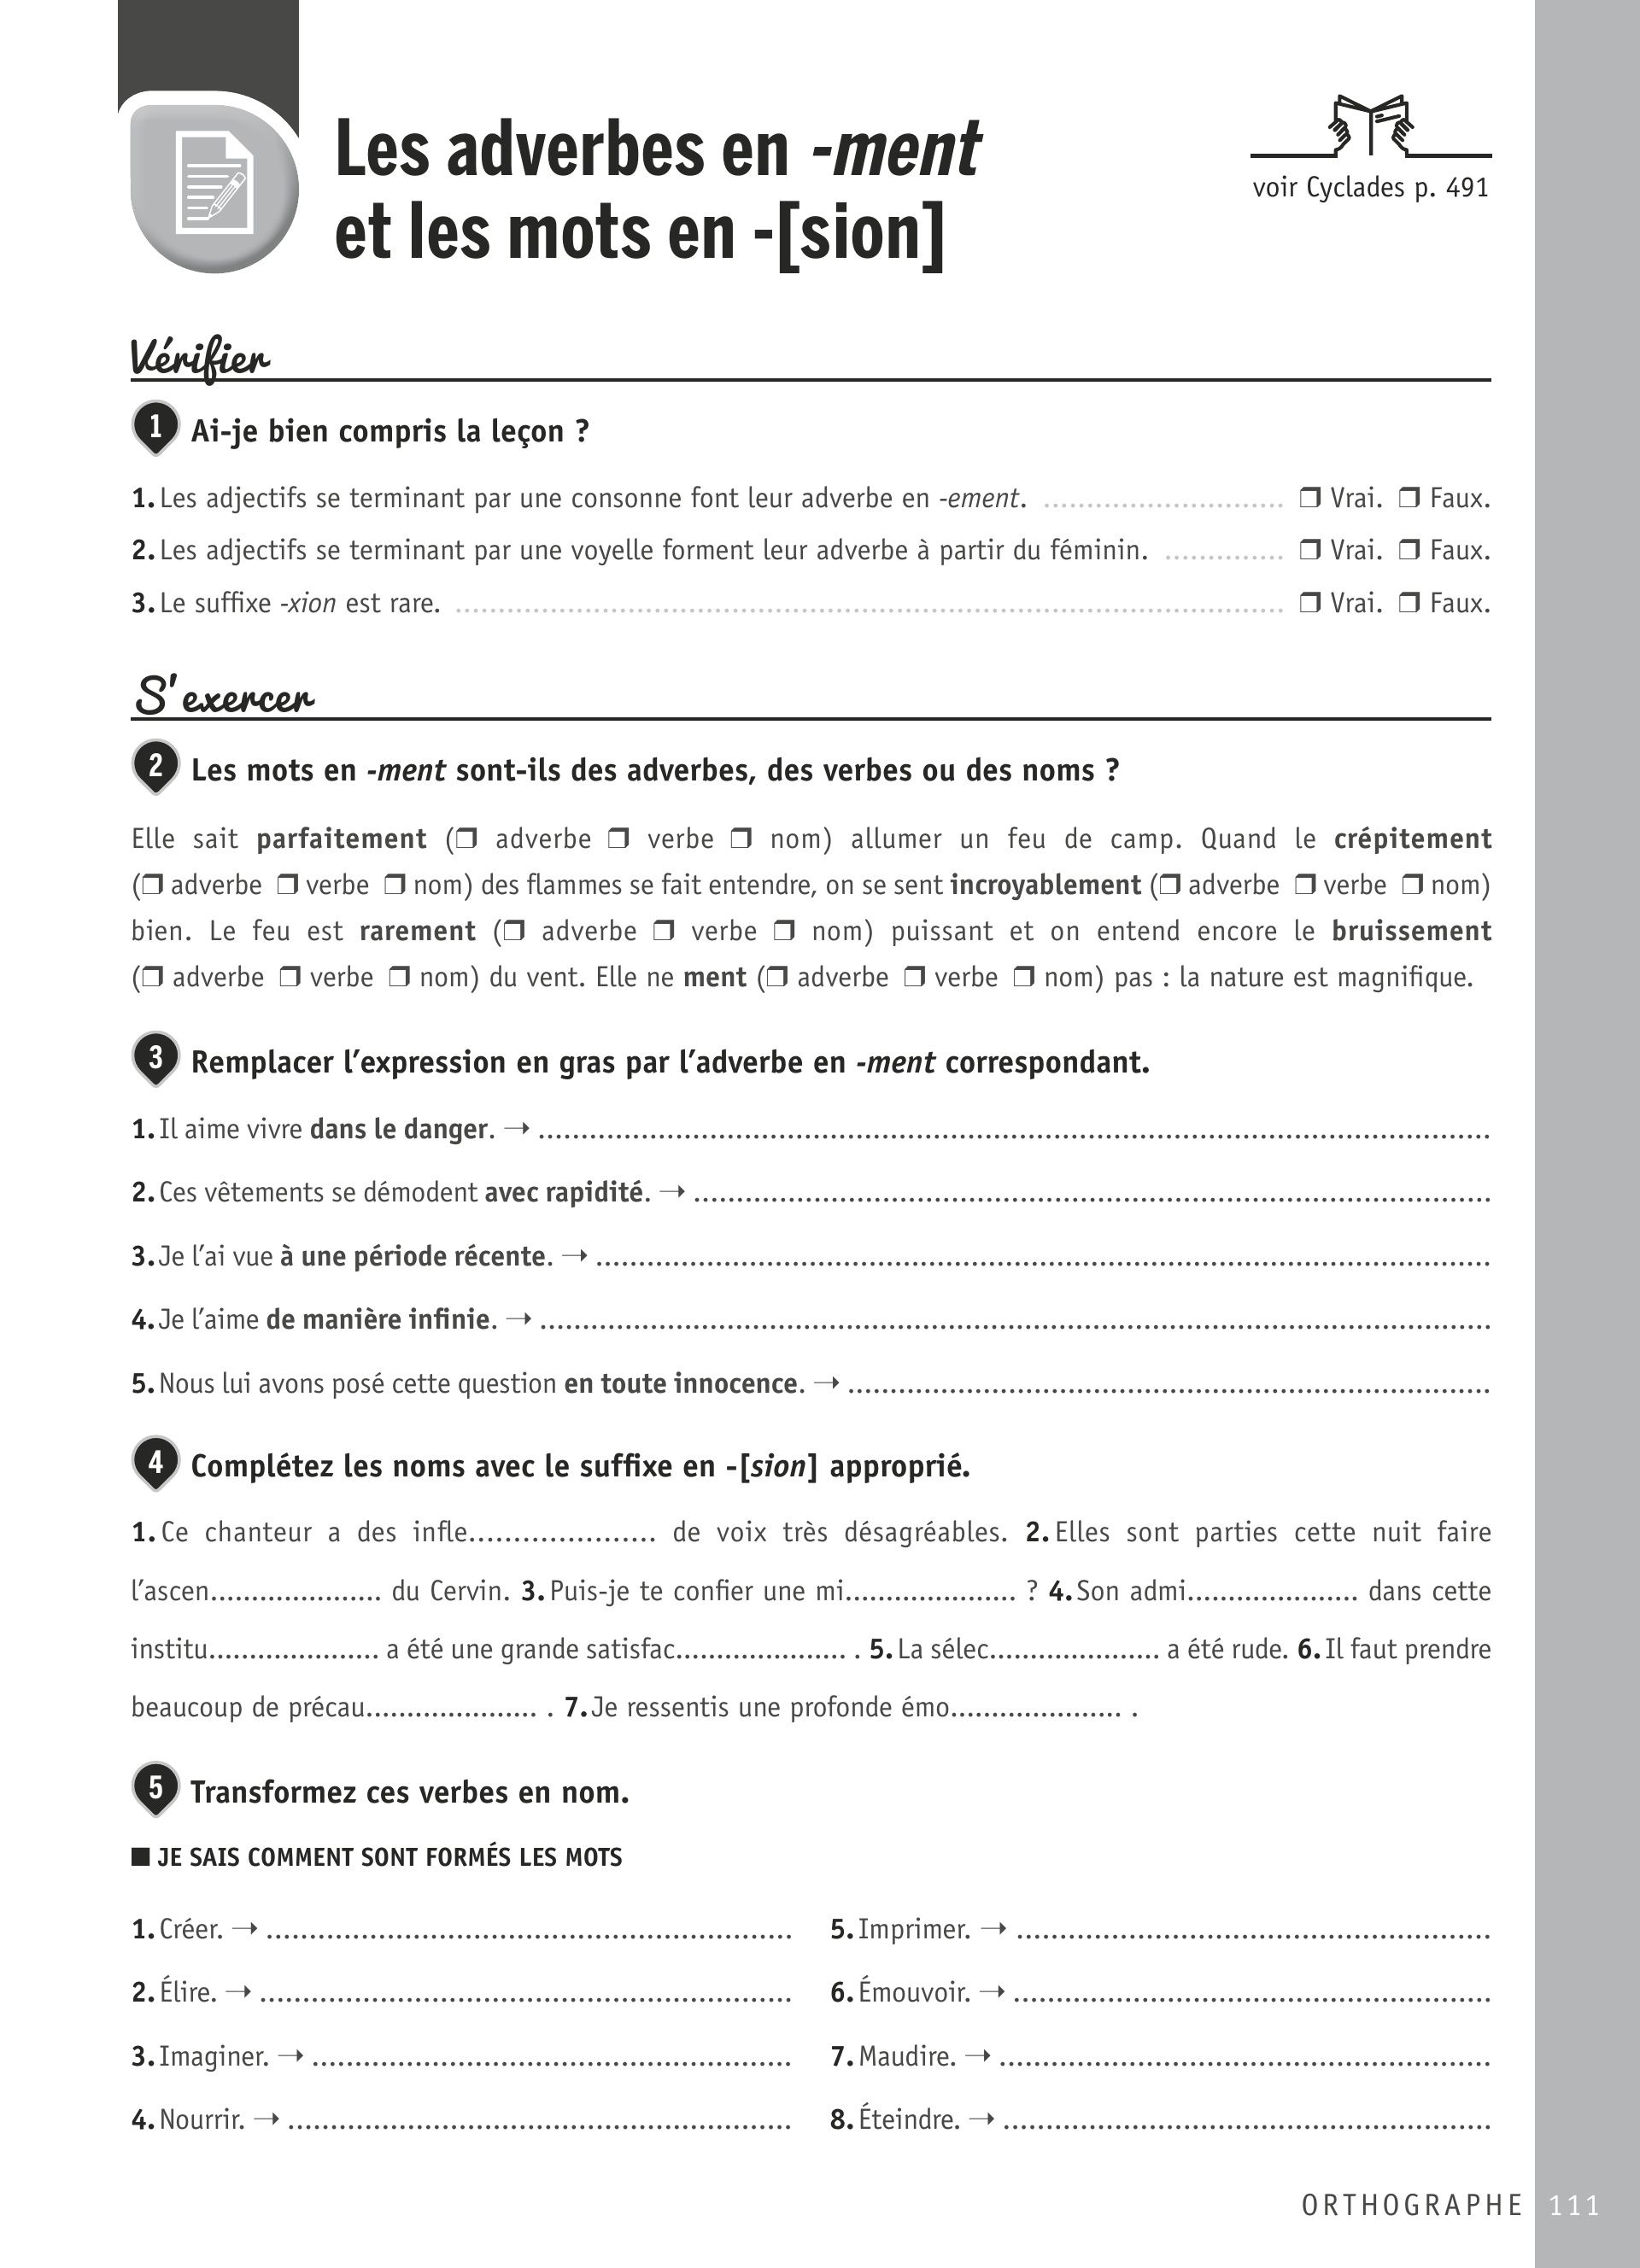 Les adverbes en -ment
et les mots en -[sion]
voir Cyclades p. 491
Vérifier
1 Ai-je bien compris la leçon ?
1. Les adjectifs se terminant par une consonne font leur adverbe en -ement. ............................ ❒ Vrai. ❒ Faux.
2. Les adjectifs se terminant par une voyelle forment leur adverbe à partir du féminin. .............. ❒ Vrai. ❒ Faux.
3. Le suffixe -xion est rare. .................................................................................................. ❒ Vrai. ❒ Faux.
S'exercer
2 Les mots en -ment sont-ils des adverbes, des verbes ou des noms ?
Elle sait parfaitement (❒ adverbe ❒ verbe ❒ nom) allumer un feu de camp. Quand le crépitement
(❒ adverbe ❒ verbe ❒ nom) des flammes se fait entendre, on se sent incroyablement (❒ adverbe ❒ verbe ❒ nom)
bien. Le feu est rarement (❒ adverbe ❒ verbe ❒ nom) puissant et on entend encore le bruissement
(❒ adverbe ❒ verbe ❒ nom) du vent. Elle ne ment (❒ adverbe ❒ verbe ❒ nom) pas : la nature est magnifique.
3 Remplacer l'expression en gras par l'adverbe en -ment correspondant.
1. Il aime vivre dans le danger. → ................................................................................
2. Ces vêtements se démodent avec rapidité. → ................................................................................
3. Je l'ai vue à une période récente. → ................................................................................
4. Je l'aime de manière infinie. → ................................................................................
5. Nous lui avons posé cette question en toute innocence. → ................................................................................
4 Complétez les noms avec le suffixe en -[sion] approprié.
1. Ce chanteur a des infle..................... de voix très désagréables. 2. Elles sont parties cette nuit faire
l'ascen..................... du Cervin. 3. Puis-je te confier une mi..................... ? 4. Son admi..................... dans cette
institu..................... a été une grande satisfac..................... . 5. La sélec..................... a été rude. 6. Il faut prendre
beaucoup de précau..................... . 7. Je ressentis une profonde émo..................... .
5 Transformez ces verbes en nom.
■ JE SAIS COMMENT SONT FORMÉS LES MOTS
1. Créer. → ..............................................................
2. Élire. → ..............................................................
3. Imaginer. → ..............................................................
4. Nourrir. → ..............................................................
5. Imprimer. → ..............................................................
6. Émouvoir. → ..............................................................
7. Maudire. → ..............................................................
8. Éteindre. → ..............................................................
ORTHOGRAPHE 111